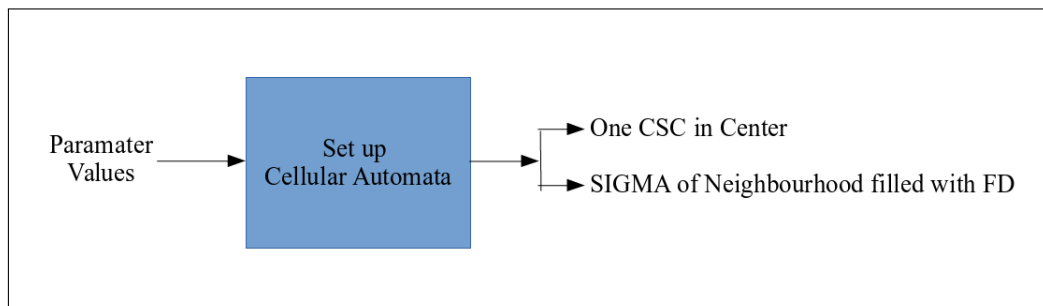 Paramater
Values
Set up
Cellular Automata
One CSC in Center
SIGMA of Neighbourhood filled with FD